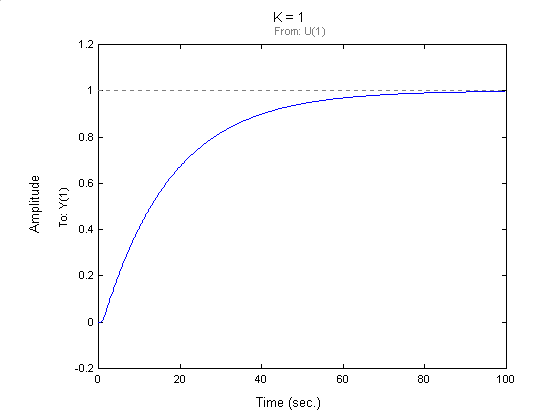 K = 1
From: U(1)
1.2
1
0.8
0.6
0.4
0.2
0
-0.2
Amplitude
To: Y(1)
0 20 40 60 80 100
Time (sec.)